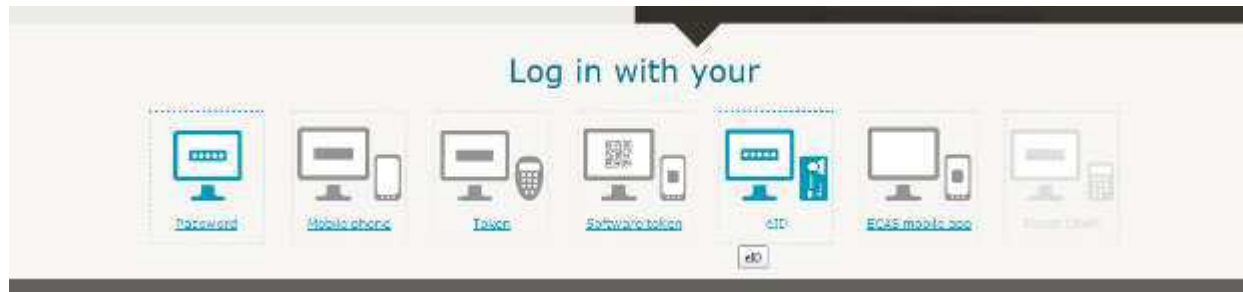 Log in with your
Password
Mobile phone
Token
Software token
eID
ECAS mobile app
eID